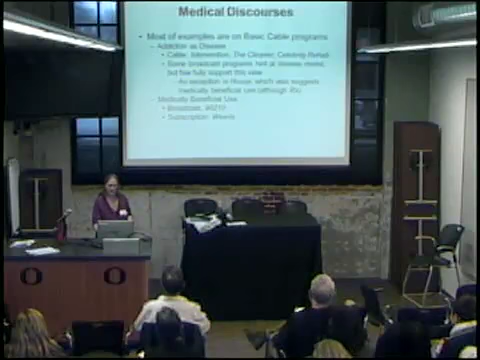 Medical Discourses
• Most of examples are on Basic Cable programs
– Addiction as Disease
• Cable: Intervention, The Cleaner, Celebrity Rehab
• Some broadcast programs hint at disease model, but few fully support this view
– An exception is House, which also suggests medically beneficial use (although Rx)
– Medically Beneficial Use
• Broadcast: 90210
• Subscription: Weeds